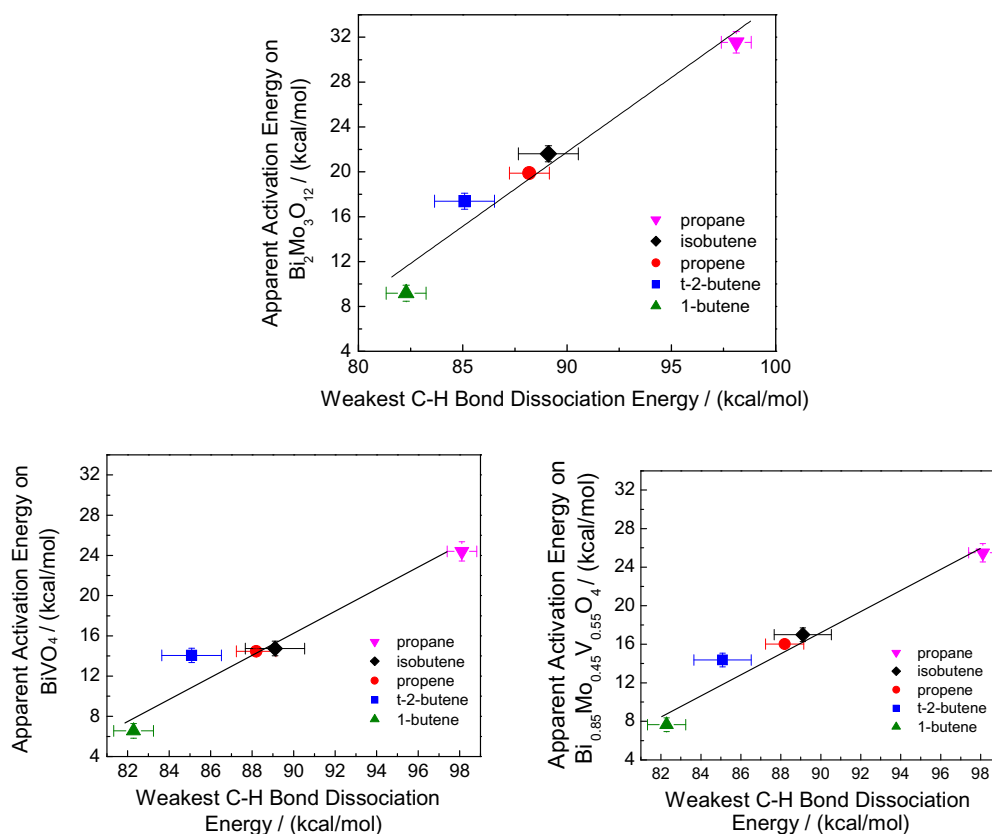 Apparent Activation Energy on
Bi2Mo3O12 / (kcal/mol)
32
28
24
20
16
12
8
4
propane
isobutene
propene
t-2-butene
1-butene
80 85 90 95 100
Weakest C-H Bond Dissociation Energy / (kcal/mol)
Apparent Activation Energy on
BiVO4 / (kcal/mol)
32
28
24
20
16
12
8
4
propane
isobutene
propene
t-2-butene
1-butene
82 84 86 88 90 92 94 96 98
Weakest C-H Bond Dissociation
Energy / (kcal/mol)
Apparent Activation Energy on
Bi0.85Mo0.45V0.55O4 / (kcal/mol)
32
28
24
20
16
12
8
4
propane
isobutene
propene
t-2-butene
1-butene
82 84 86 88 90 92 94 96 98
Weakest C-H Bond Dissociation
Energy / (kcal/mol)